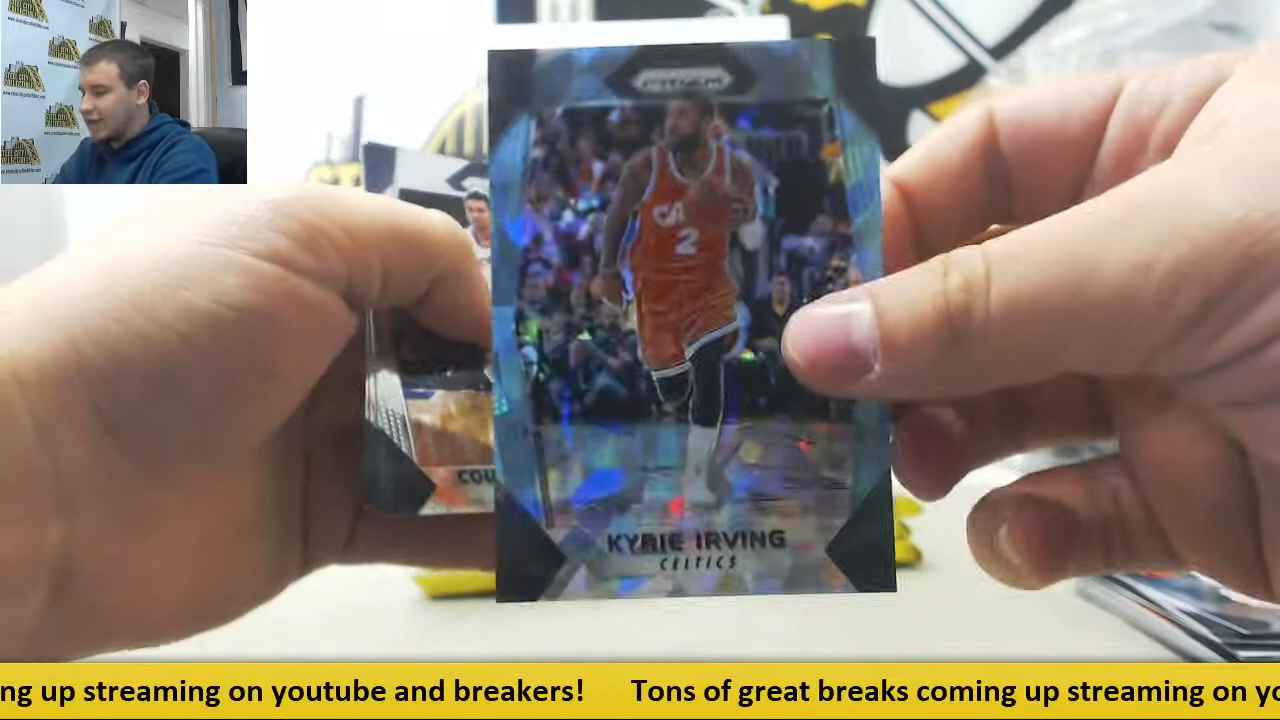 PRIZM
CA
2
KYRIE IRVING
CELTICS
COU
ng up streaming on youtube and breakers! Tons of great breaks coming up streaming on yo